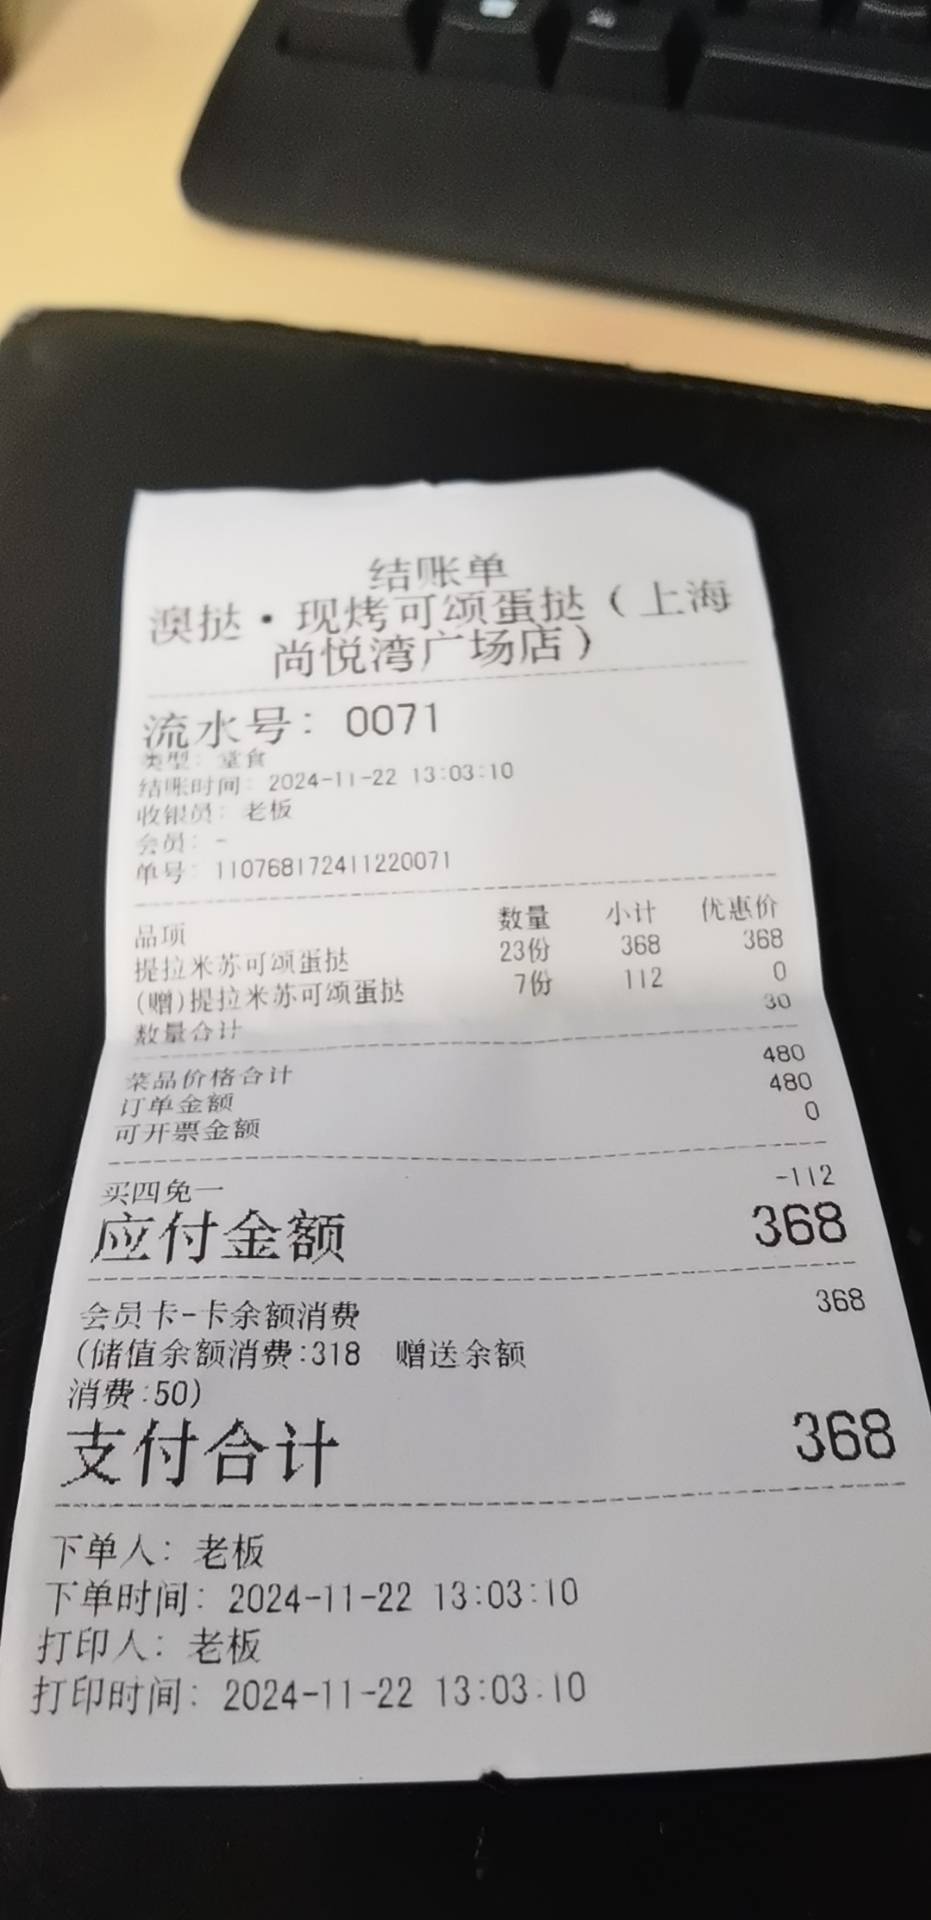 结账单
澳挞·现烤可颂蛋挞（上海
尚悦湾广场店）
流水号：0071
类型：堂食
结账时间：2024-11-22 13:03:10
收银员：老板
会员：-
单号：110768172411220071
品项 数量 小计 优惠价
提拉米苏可颂蛋挞 23份 368 368
(赠)提拉米苏可颂蛋挞 7份 112 0
数量合计 30
菜品价格合计 480
订单金额 480
可开票金额 0
买四免一 -112
应付金额 368
会员卡-卡余额消费 368
(储值余额消费:318 赠送余额
消费:50)
支付合计 368
下单人：老板
下单时间：2024-11-22 13:03:10
打印人：老板
打印时间：2024-11-22 13:03:10